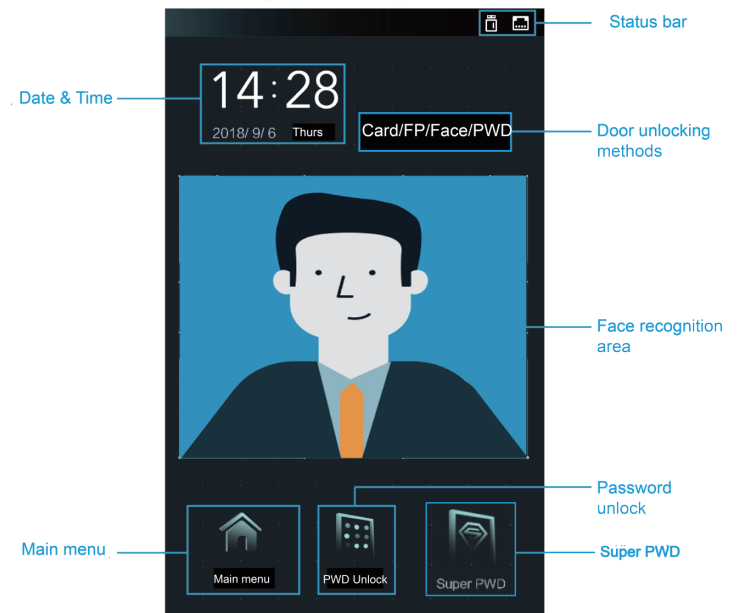 Status bar
Date & Time
14:28
2018/ 9/ 6 Thurs
Card/FP/Face/PWD
Door unlocking
methods
Face recognition
area
Password
unlock
Main menu
Main menu
PWD Unlock
Super PWD
Super PWD